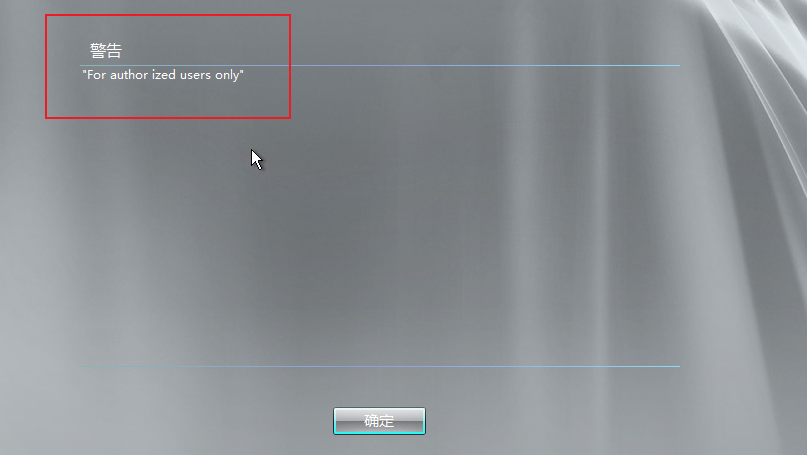 警告
"For author ized users only"
确定